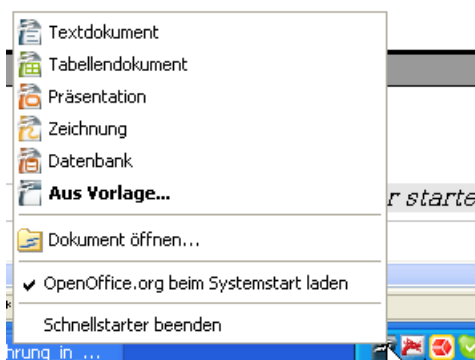 Textdokument
Tabellendokument
Präsentation
Zeichnung
Datenbank
Aus Vorlage...
r starte
Dokument öffnen...
OpenOffice.org beim Systemstart laden
Schnellstarter beenden
hrung in ...